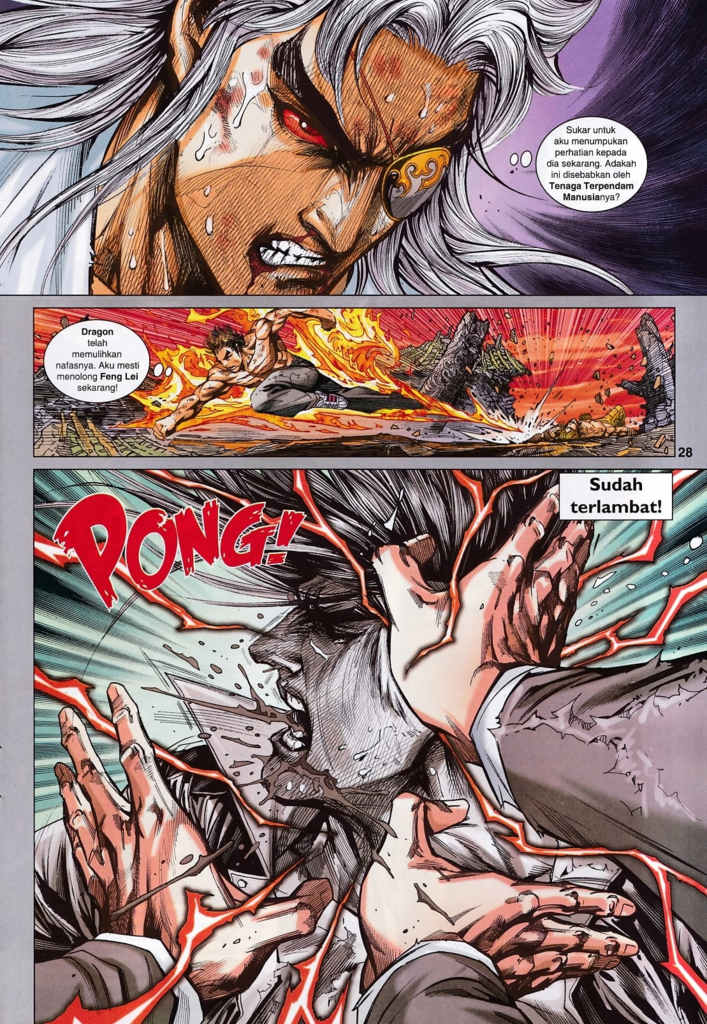 Sukar untuk
aku menumpukan
perhatian kepada
dia sekarang. Adakah
ini disebabkan oleh
Tenaga Terpendam
Manusianya?
Dragon
telah
memulihkan
nafasnya. Aku mesti
menolong Feng Lei
sekarang!
28
Sudah
terlambat!
PONG!